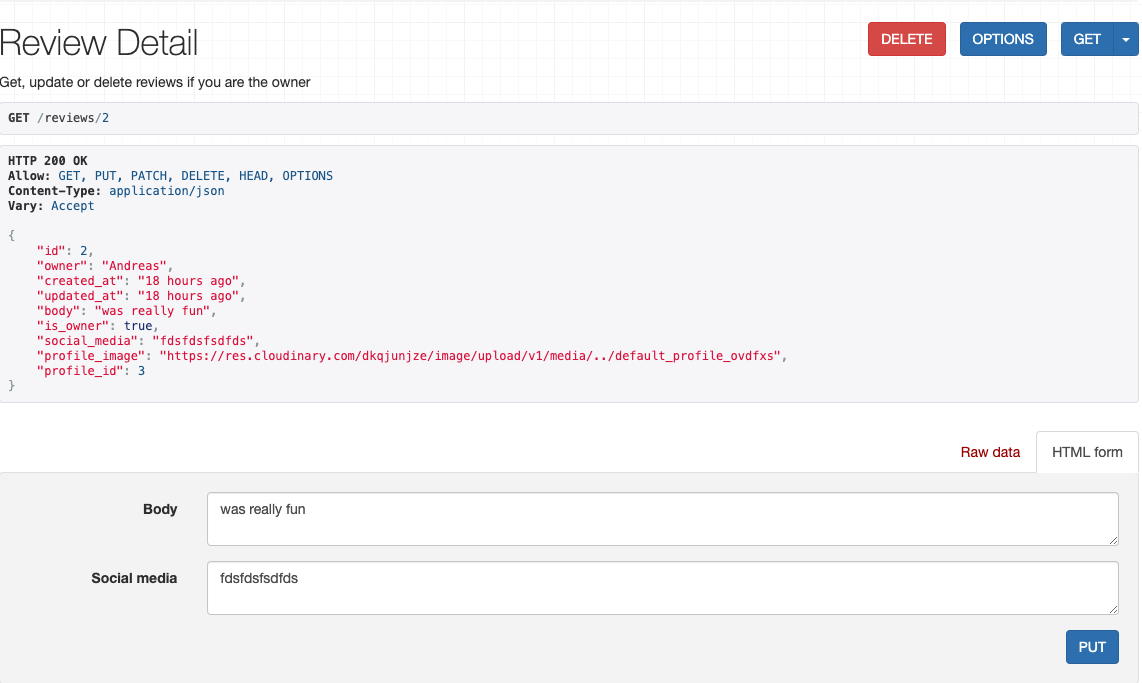 Review Detail
DELETE
OPTIONS
GET
Get, update or delete reviews if you are the owner
GET /reviews/2
HTTP 200 OK
Allow: GET, PUT, PATCH, DELETE, HEAD, OPTIONS
Content-Type: application/json
Vary: Accept
{
    "id": 2,
    "owner": "Andreas",
    "created_at": "18 hours ago",
    "updated_at": "18 hours ago",
    "body": "was really fun",
    "is_owner": true,
    "social_media": "fdsfdsfsdfds",
    "profile_image": "https://res.cloudinary.com/dkqjunjze/image/upload/v1/media/../default_profile_ovdfxs",
    "profile_id": 3
}
Raw data
HTML form
Body
was really fun
Social media
fdsfdsfsdfds
PUT